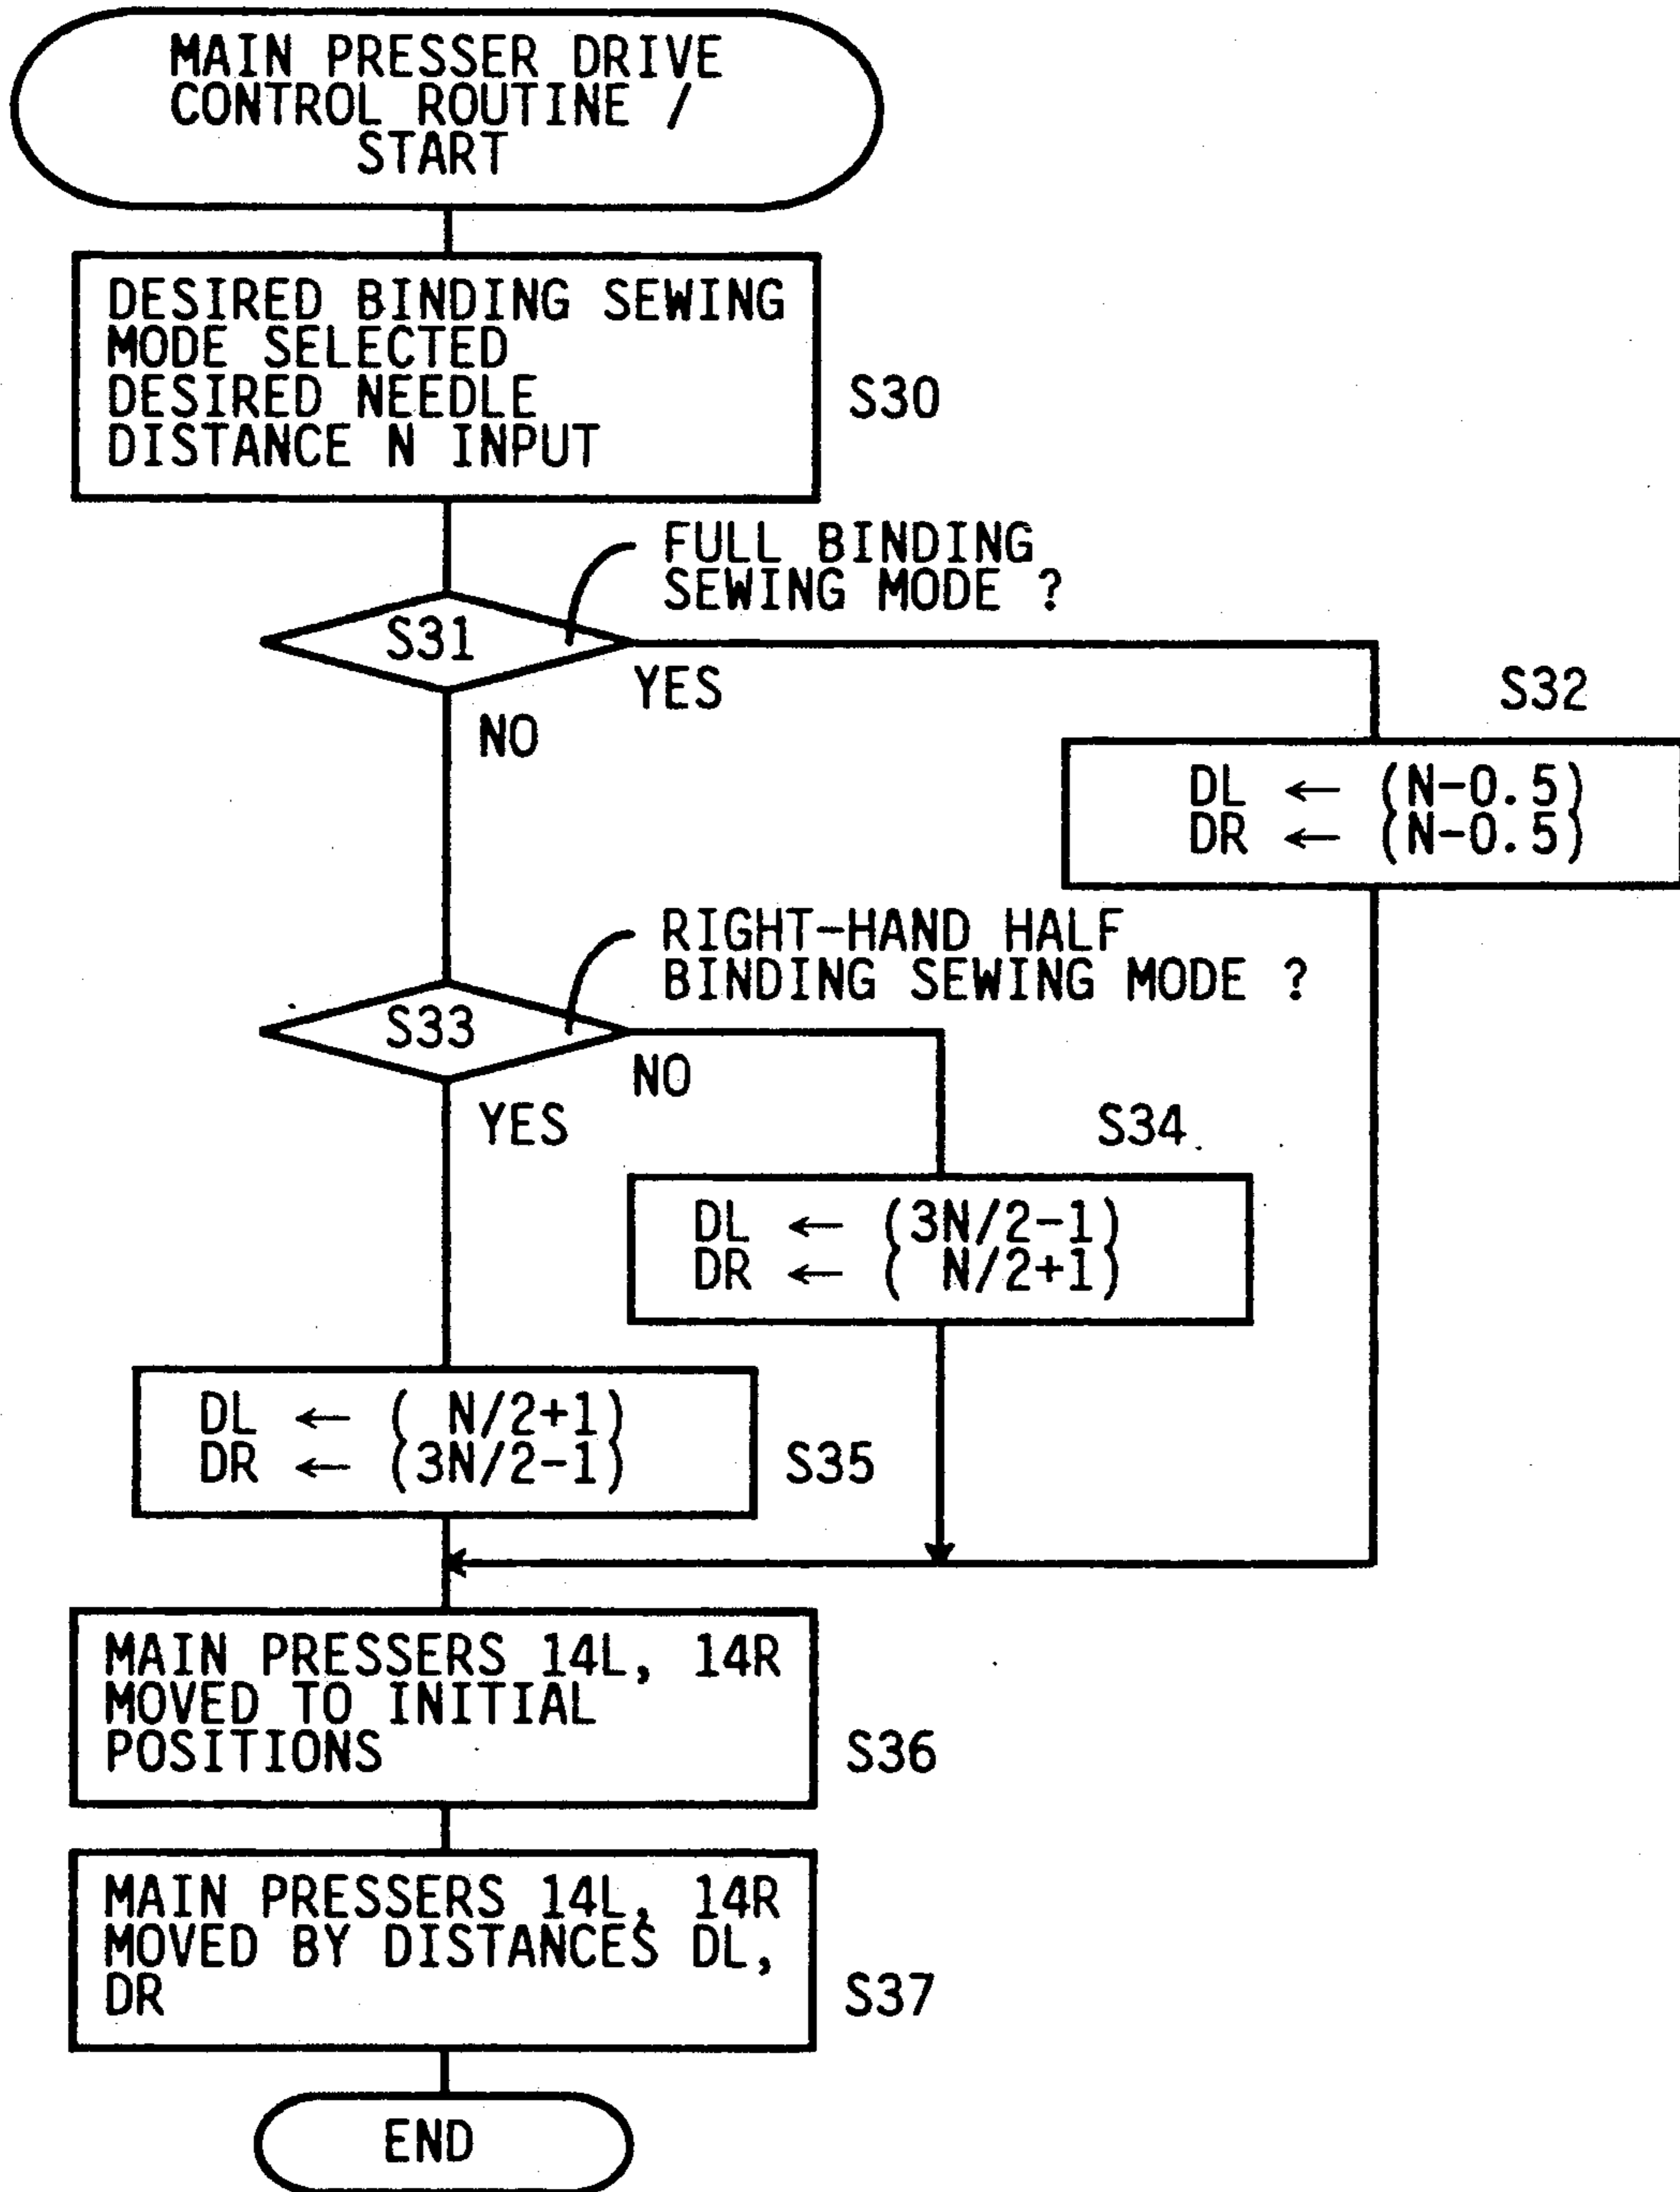 MAIN PRESSER DRIVE
CONTROL ROUTINE /
START
DESIRED BINDING SEWING
MODE SELECTED
DESIRED NEEDLE
DISTANCE N INPUT
S30
FULL BINDING
SEWING MODE ?
S31
YES
NO
S32
DL ← (N-0.5)
DR ← (N-0.5)
RIGHT-HAND HALF
BINDING SEWING MODE ?
S33
NO
YES
S34
DL ← (3N/2-1)
DR ← ( N/2+1)
DL ← ( N/2+1)
DR ← (3N/2-1)
S35
MAIN PRESSERS 14L, 14R
MOVED TO INITIAL
POSITIONS
S36
MAIN PRESSERS 14L, 14R
MOVED BY DISTANCES DL,
DR
S37
END